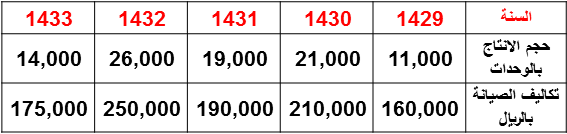 السنة 1429 1430 1431 1432 1433
حجم الانتاج بالوحدات 11,000 21,000 19,000 26,000 14,000
تكاليف الصيانة بالريال 160,000 210,000 190,000 250,000 175,000